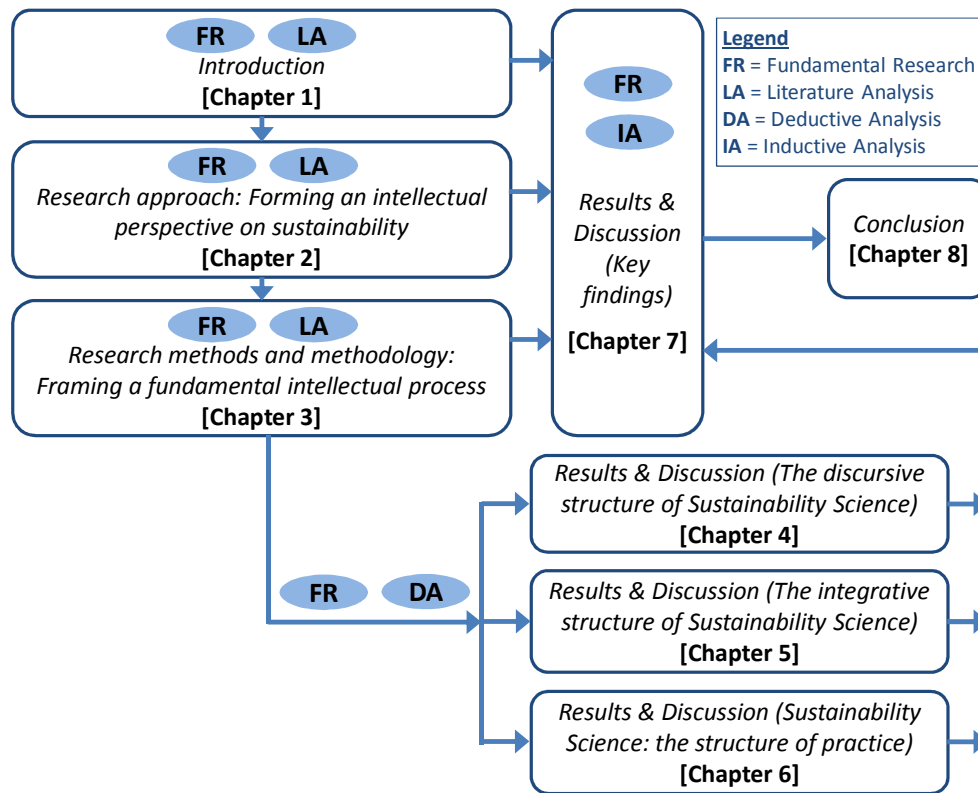 FR
LA
Introduction
[Chapter 1]
FR
LA
Research approach: Forming an intellectual
perspective on sustainability
[Chapter 2]
FR
LA
Research methods and methodology:
Framing a fundamental intellectual process
[Chapter 3]
FR
IA
Results &
Discussion
(Key
findings)
[Chapter 7]
Legend
FR = Fundamental Research
LA = Literature Analysis
DA = Deductive Analysis
IA = Inductive Analysis
Conclusion
[Chapter 8]
FR
DA
Results & Discussion (The discursive
structure of Sustainability Science)
[Chapter 4]
Results & Discussion (The integrative
structure of Sustainability Science)
[Chapter 5]
Results & Discussion (Sustainability
Science: the structure of practice)
[Chapter 6]